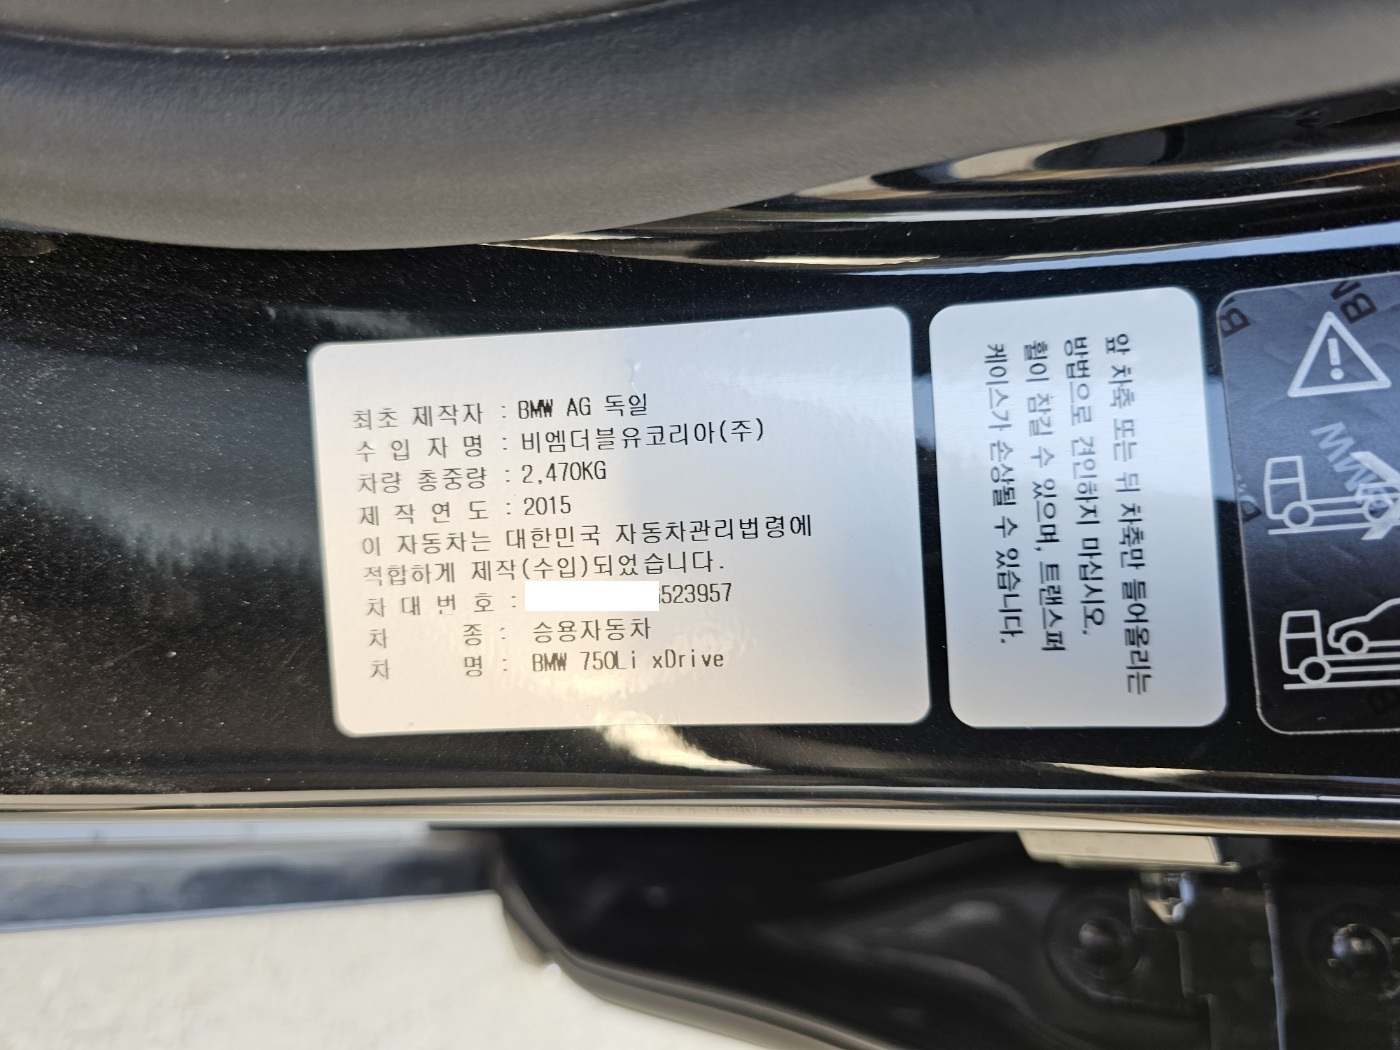 최초 제작자 : BMW AG 독일
수 입 자 명 : 비엠더블유코리아(주)
차량 총중량 : 2,470KG
제 작 연 도 : 2015
이 자동차는 대한민국 자동차관리법령에
적합하게 제작(수입)되었습니다.
차 대 번 호 : 523957
차 종 : 승용자동차
차 명 : BMW 750Li xDrive
앞 차축 또는 뒤 차축만 들어올리는
방법으로 견인하지 마십시오.
휠이 잠길 수 있으며, 트랜스퍼
케이스가 손상될 수 있습니다.
BMW